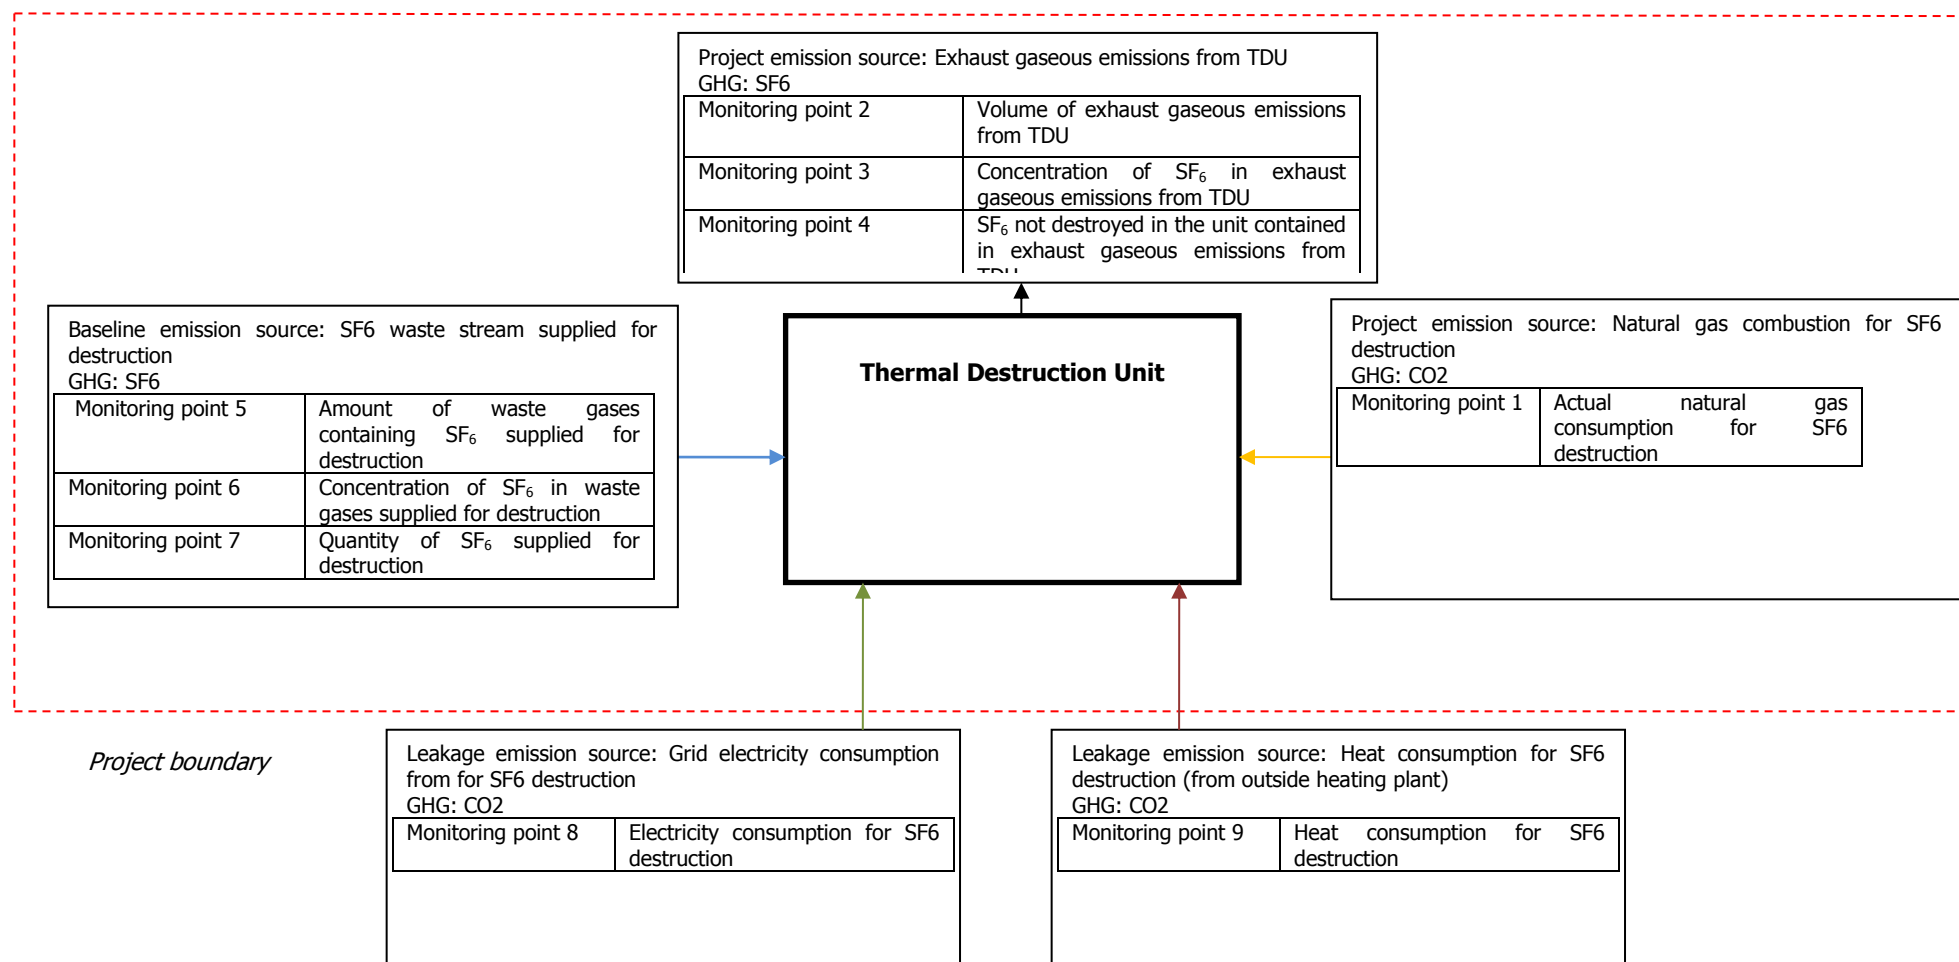 Project emission source: Exhaust gaseous emissions from TDU
GHG: SF6
Monitoring point 2
Volume of exhaust gaseous emissions
from TDU
Monitoring point 3
Concentration of SF₆ in exhaust
gaseous emissions from TDU
Monitoring point 4
SF₆ not destroyed in the unit contained
in exhaust gaseous emissions from
TDU
Baseline emission source: SF6 waste stream supplied for
destruction
GHG: SF6
Monitoring point 5
Amount of waste gases
containing SF₆ supplied for
destruction
Monitoring point 6
Concentration of SF₆ in waste
gases supplied for destruction
Monitoring point 7
Quantity of SF₆ supplied for
destruction
Thermal Destruction Unit
Project emission source: Natural gas combustion for SF6
destruction
GHG: CO2
Monitoring point 1
Actual natural gas
consumption for SF6
destruction
Project boundary
Leakage emission source: Grid electricity consumption
from for SF6 destruction
GHG: CO2
Monitoring point 8
Electricity consumption for SF6
destruction
Leakage emission source: Heat consumption for SF6
destruction (from outside heating plant)
GHG: CO2
Monitoring point 9
Heat consumption for SF6
destruction